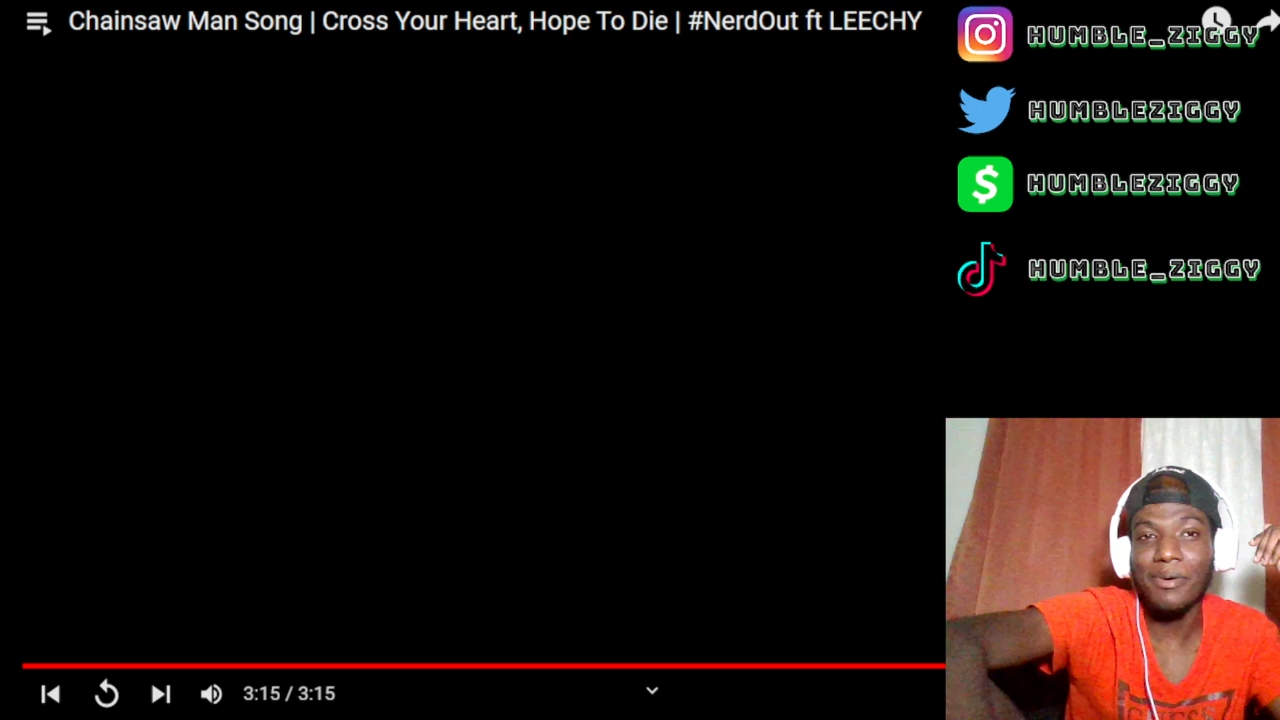 Chainsaw Man Song | Cross Your Heart, Hope To Die | #NerdOut ft LEECHY
HUMBLE_ZIGGY
HUMBLEZIGGY
HUMBLEZIGGY
HUMBLE_ZIGGY
3:15 / 3:15